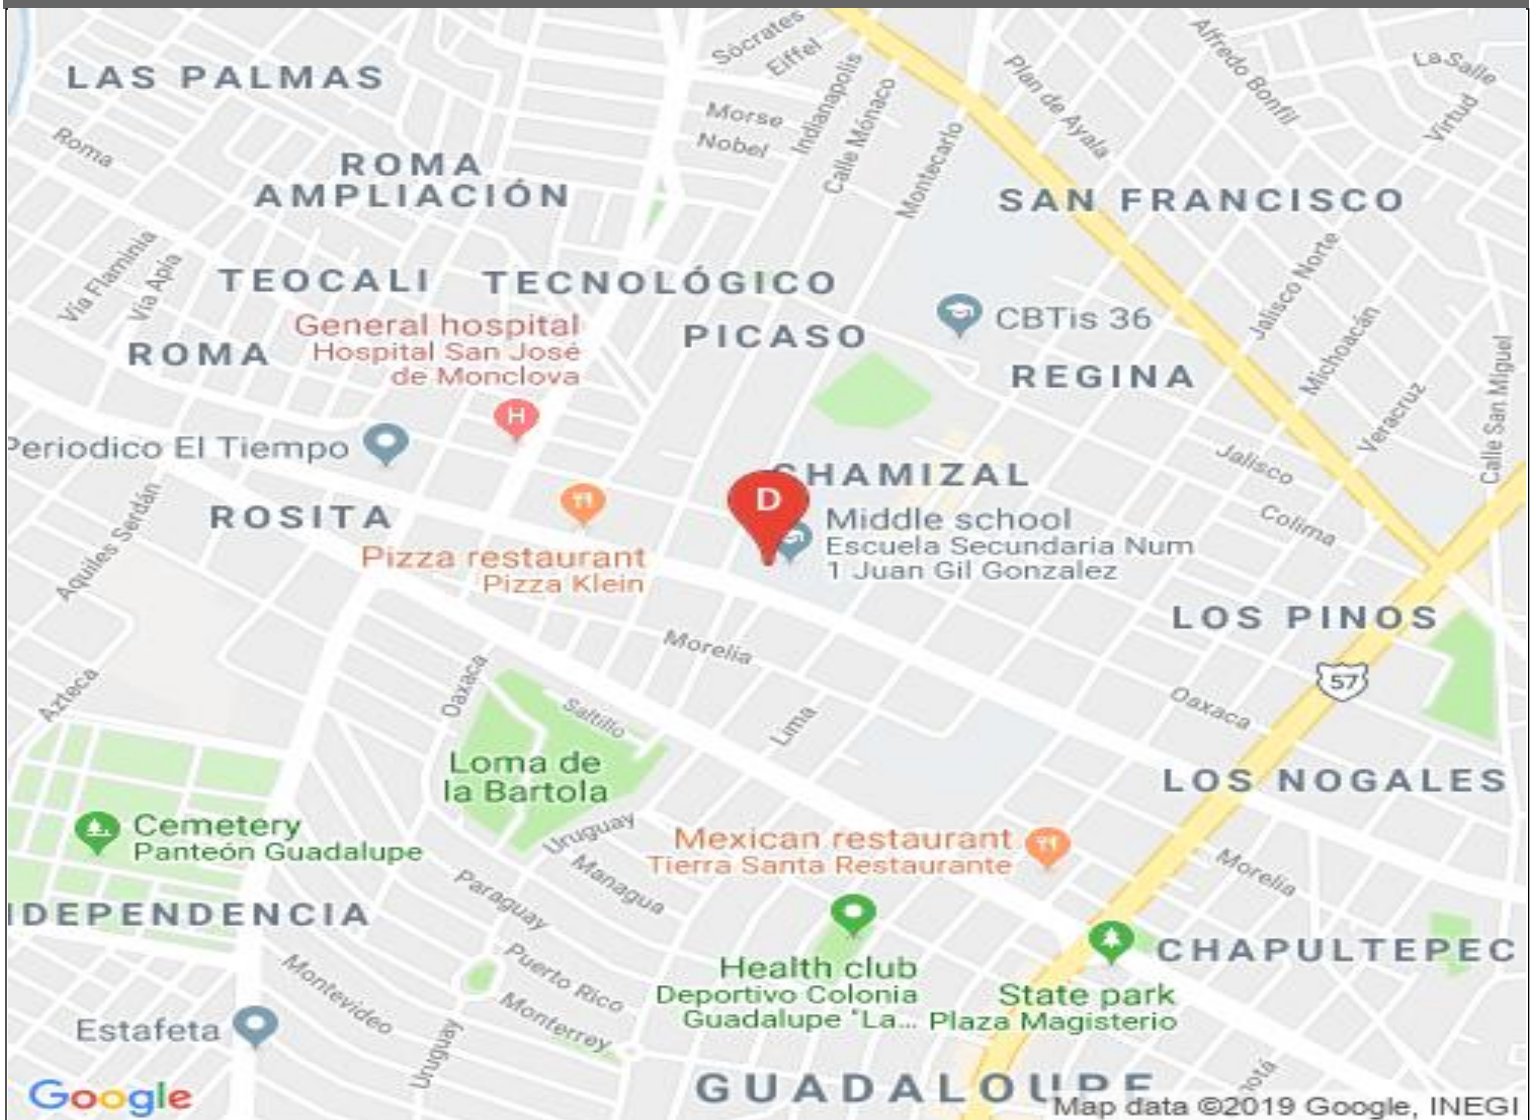 Sócrates
Eiffel
Indianapolis
Plan de Ayala
Alfredo Bonfil
La Salle
LAS PALMAS
Morse
Calle Mónaco
Virtud
Roma
Nobel
Montecarlo
ROMA
AMPLIACIÓN
SAN FRANCISCO
Vía Flaminia
Vía Apia
TEOCALI
TECNOLÓGICO
Jalisco Norte
General hospital
Hospital San José
de Monclova
PICASO
CBTis 36
ROMA
REGINA
Michoacán
Calle San Miguel
H
Veracruz
Periodico El Tiempo
Jalisco
CHAMIZAL
D
Aquiles Serdán
ROSITA
Middle school
Escuela Secundaria Num
1 Juan Gil Gonzalez
Colima
Pizza restaurant
Pizza Klein
LOS PINOS
Morelia
57
Azteca
Oaxaca
Saltillo
Lima
Oaxaca
Loma de
la Bartola
LOS NOGALES
Cemetery
Panteón Guadalupe
Uruguay
Mexican restaurant
Tierra Santa Restaurante
Managua
Morelia
Paraguay
IDEPENDENCIA
CHAPULTEPEC
Puerto Rico
Health club
Deportivo Colonia
Guadalupe "La...
State park
Plaza Magisterio
Montevideo
Monterrey
Estafeta
Uruguay
Google
GUADALOUPE
otá
Map data ©2019 Google, INEGI